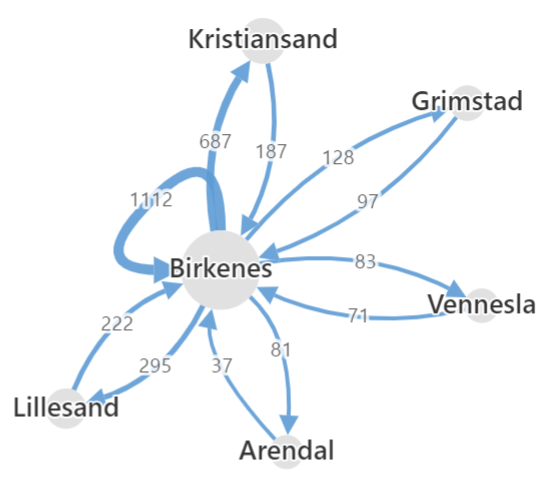 Kristiansand
Grimstad
687
187
128
1112
97
Birkenes
83
Vennesla
71
222
81
295
37
Lillesand
Arendal